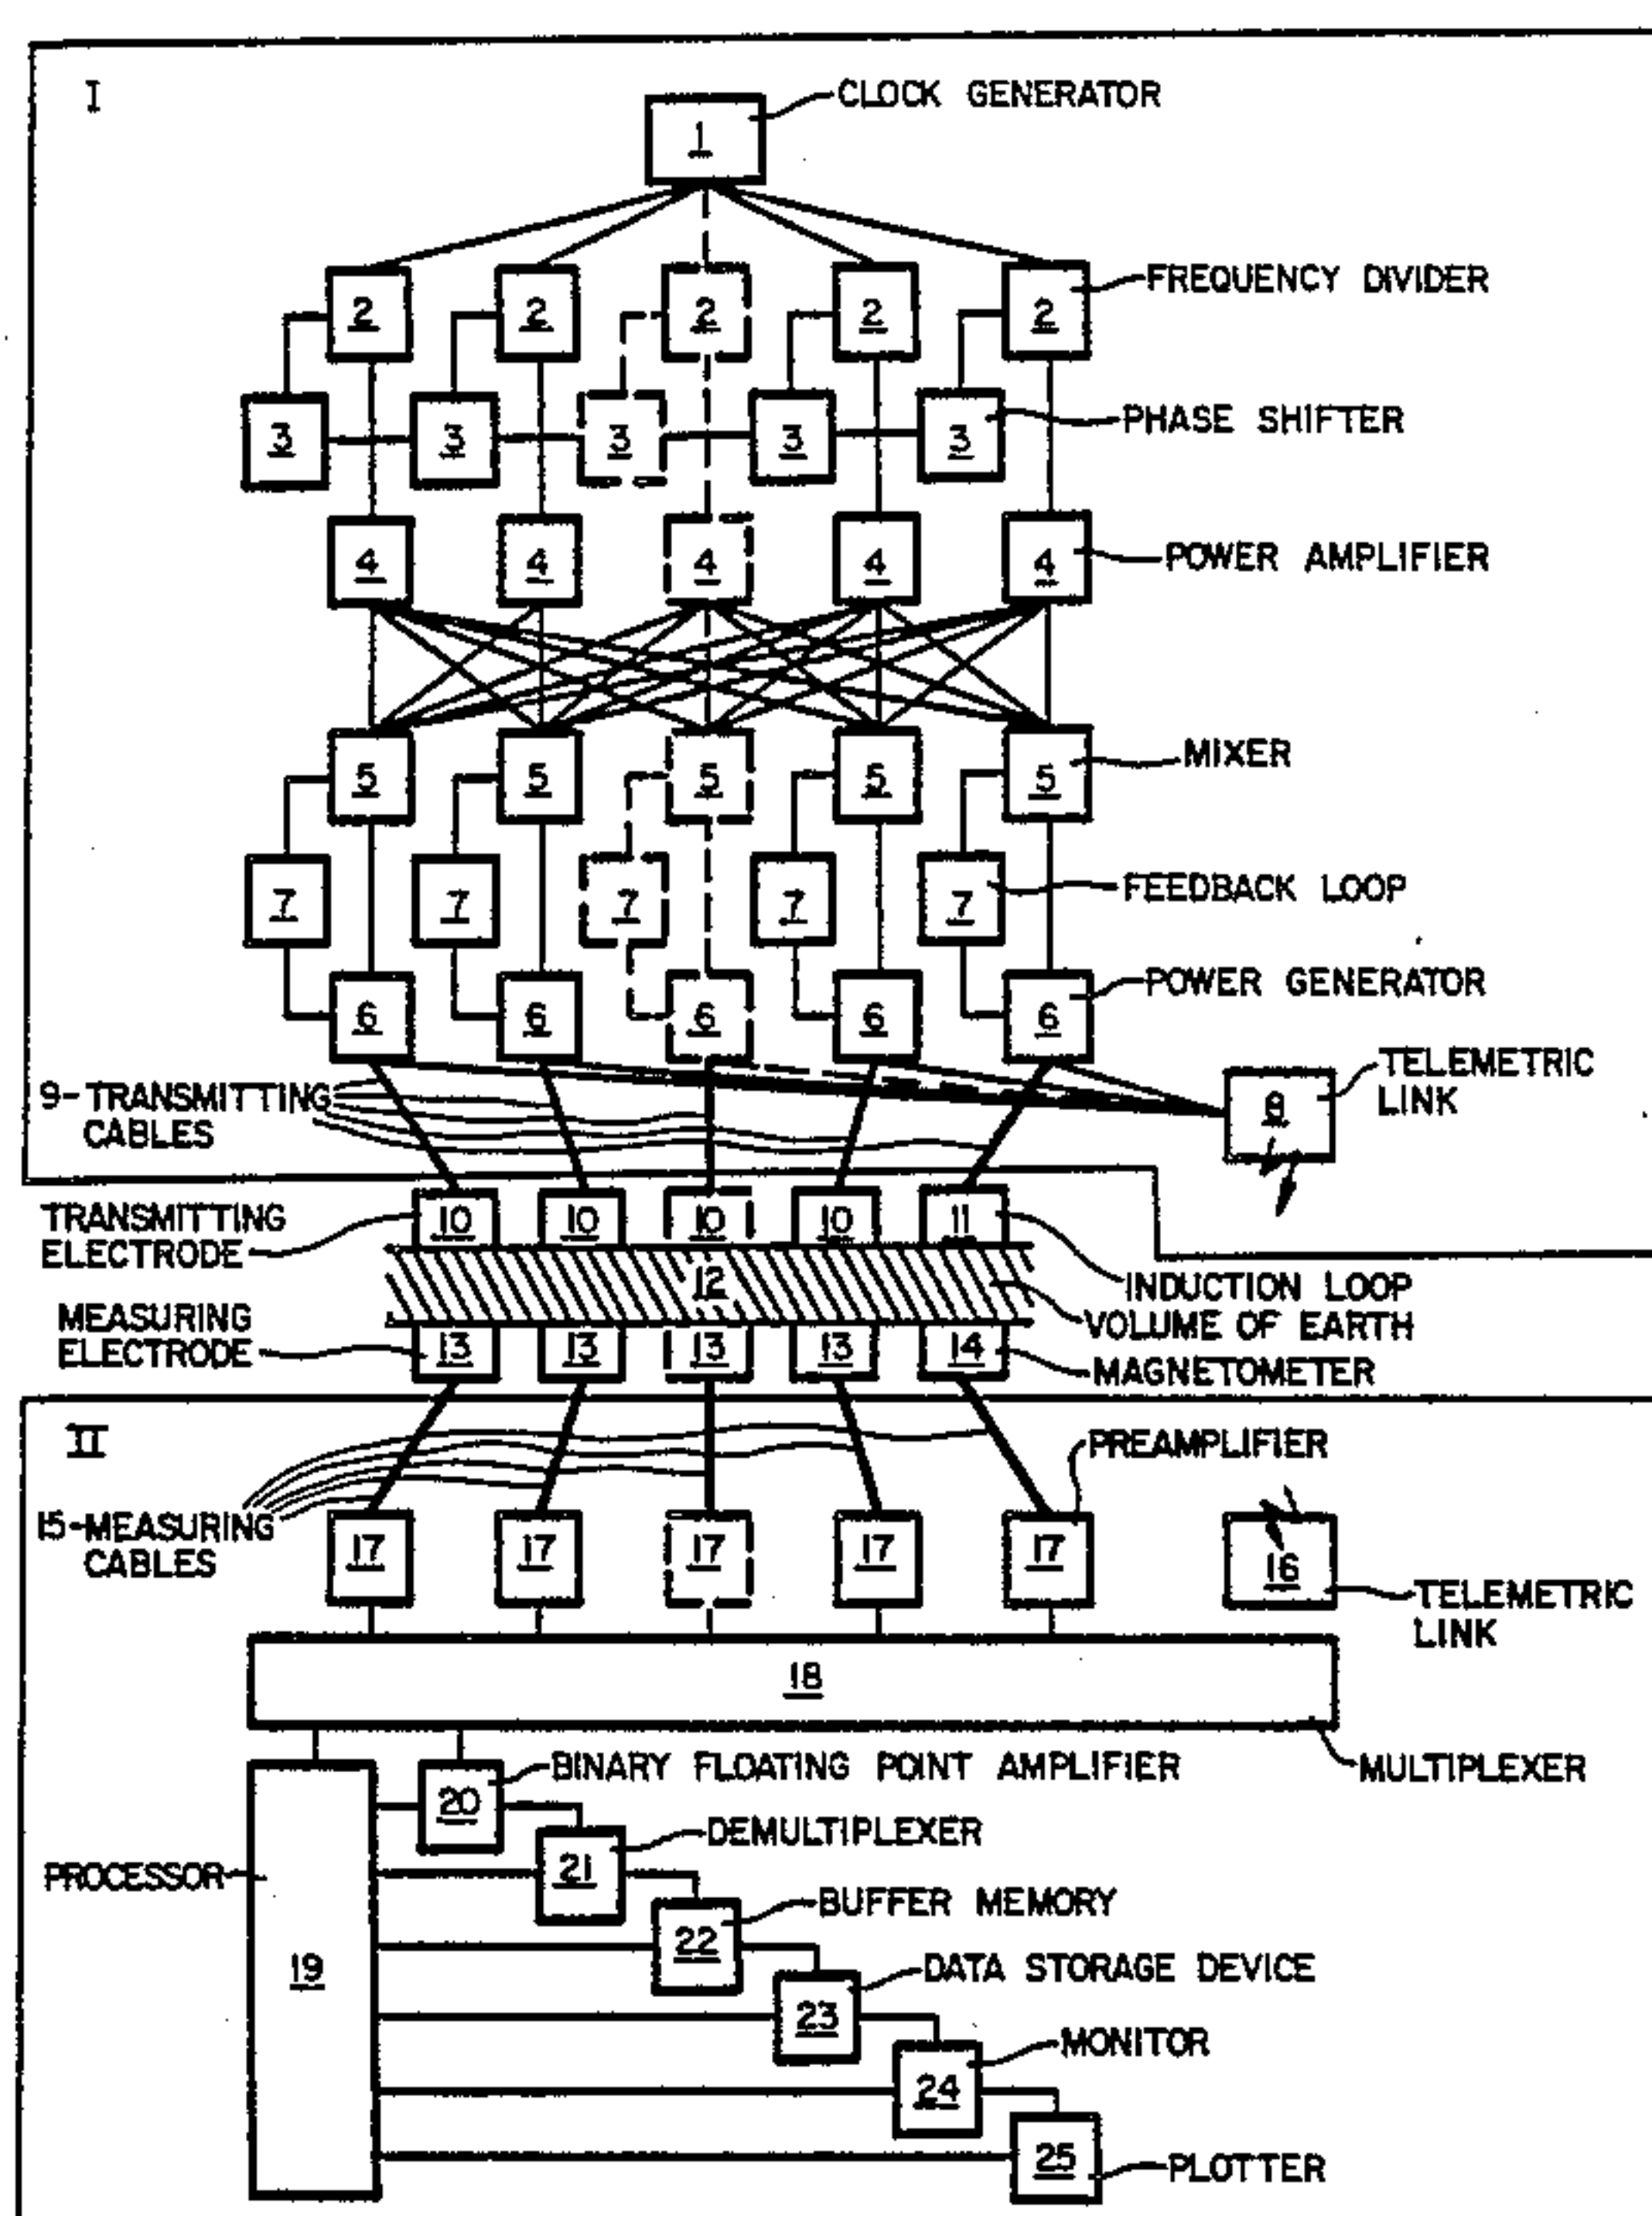 I
CLOCK GENERATOR
1
2 2 2 2 2
FREQUENCY DIVIDER
3 3 3 3 3
PHASE SHIFTER
4 4 4 4 4
POWER AMPLIFIER
5 5 5 5 5
MIXER
7 7 7 7 7
FEEDBACK LOOP
6 6 6 6 6
POWER GENERATOR
9-TRANSMITTING
CABLES
8
TELEMETRIC
LINK
TRANSMITTING
ELECTRODE
10 10 10 10 11
INDUCTION LOOP
12
VOLUME OF EARTH
MEASURING
ELECTRODE
13 13 13 13 14
MAGNETOMETER
II
PREAMPLIFIER
15-MEASURING
CABLES
17 17 17 17 17
16
TELEMETRIC
LINK
18
MULTIPLEXER
BINARY FLOATING POINT AMPLIFIER
20
DEMULTIPLEXER
21
PROCESSOR
19
BUFFER MEMORY
22
DATA STORAGE DEVICE
23
MONITOR
24
25
PLOTTER